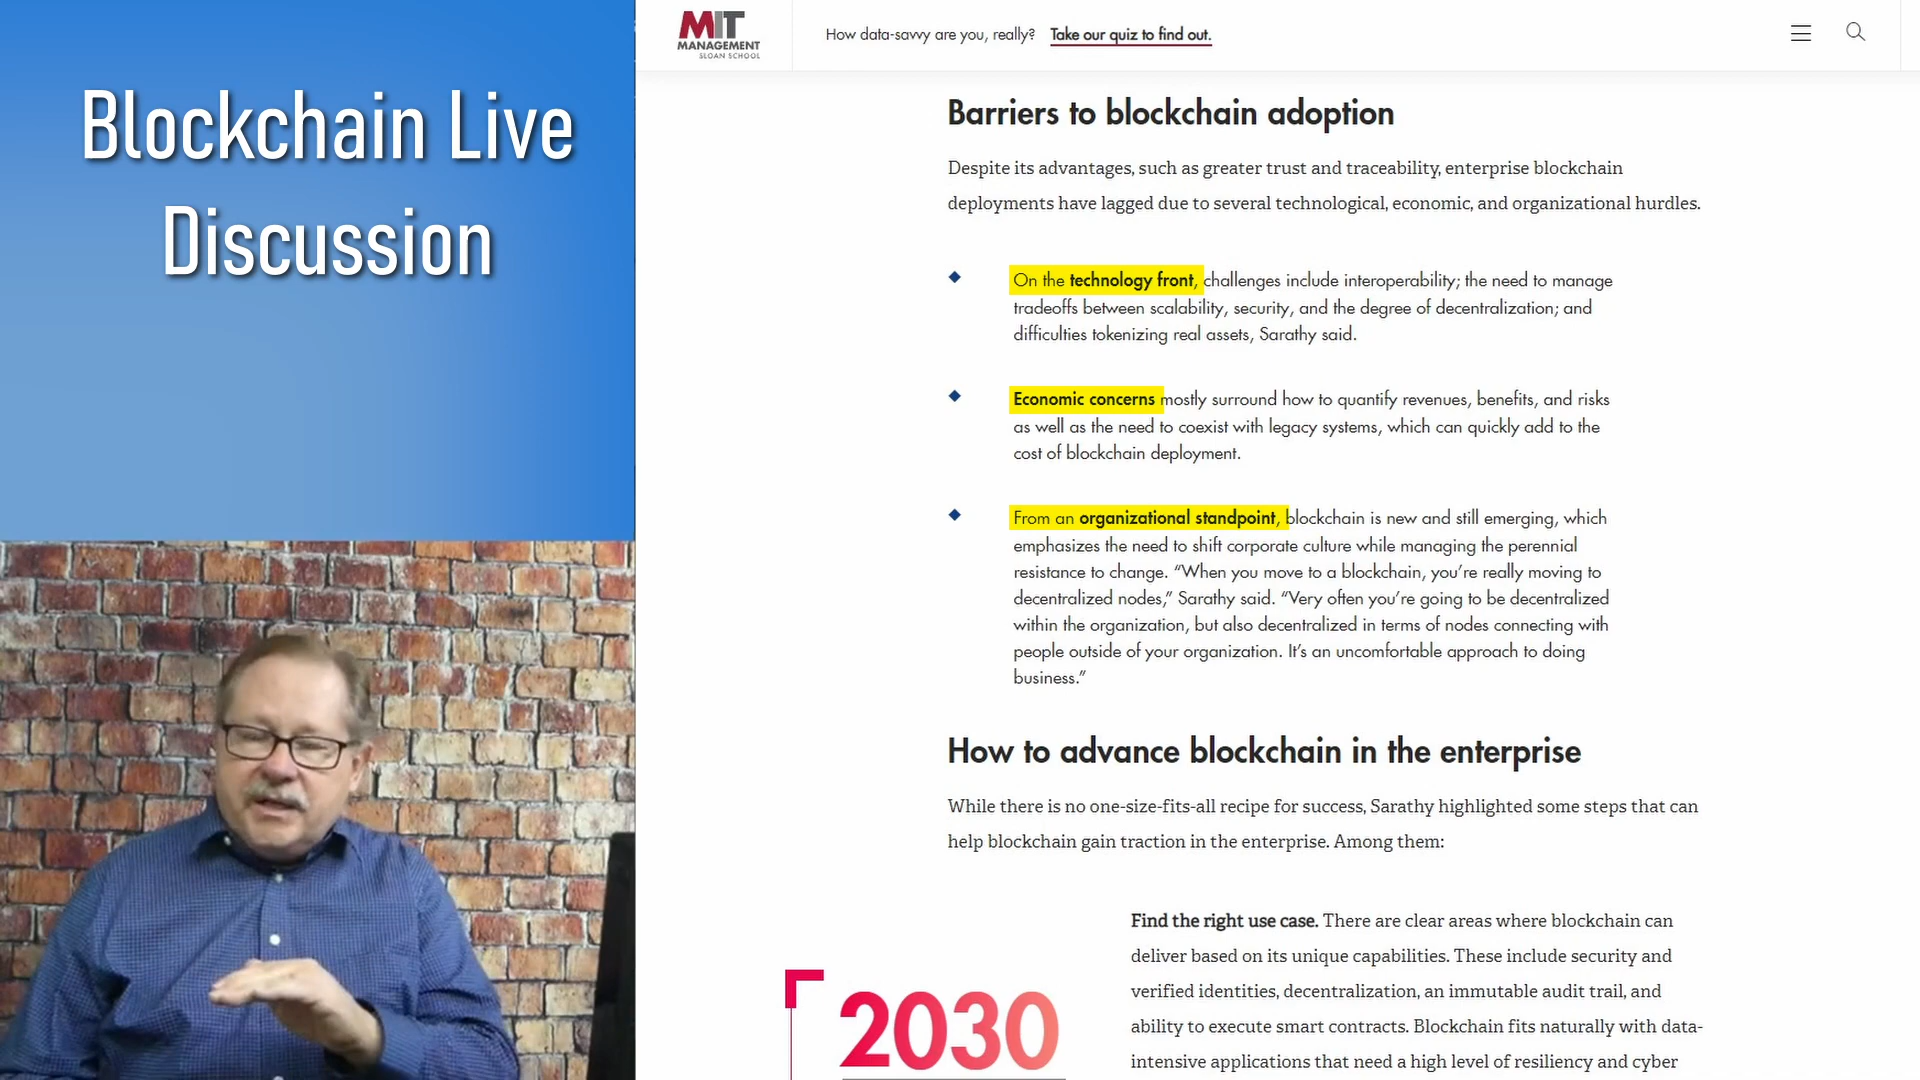 Blockchain Live
Discussion
MIT
MANAGEMENT
SLOAN SCHOOL
How data-savvy are you, really? Take our quiz to find out.
Barriers to blockchain adoption
Despite its advantages, such as greater trust and traceability, enterprise blockchain
deployments have lagged due to several technological, economic, and organizational hurdles.
On the technology front, challenges include interoperability; the need to manage
tradeoffs between scalability, security, and the degree of decentralization; and
difficulties tokenizing real assets, Sarathy said.
Economic concerns mostly surround how to quantify revenues, benefits, and risks
as well as the need to coexist with legacy systems, which can quickly add to the
cost of blockchain deployment.
From an organizational standpoint, blockchain is new and still emerging, which
emphasizes the need to shift corporate culture while managing the perennial
resistance to change. “When you move to a blockchain, you’re really moving to
decentralized nodes,” Sarathy said. “Very often you’re going to be decentralized
within the organization, but also decentralized in terms of nodes connecting with
people outside of your organization. It’s an uncomfortable approach to doing
business.”
How to advance blockchain in the enterprise
While there is no one-size-fits-all recipe for success, Sarathy highlighted some steps that can
help blockchain gain traction in the enterprise. Among them:
Find the right use case. There are clear areas where blockchain can
deliver based on its unique capabilities. These include security and
verified identities, decentralization, an immutable audit trail, and
ability to execute smart contracts. Blockchain fits naturally with data-
intensive applications that need a high level of resiliency and cyber
2030